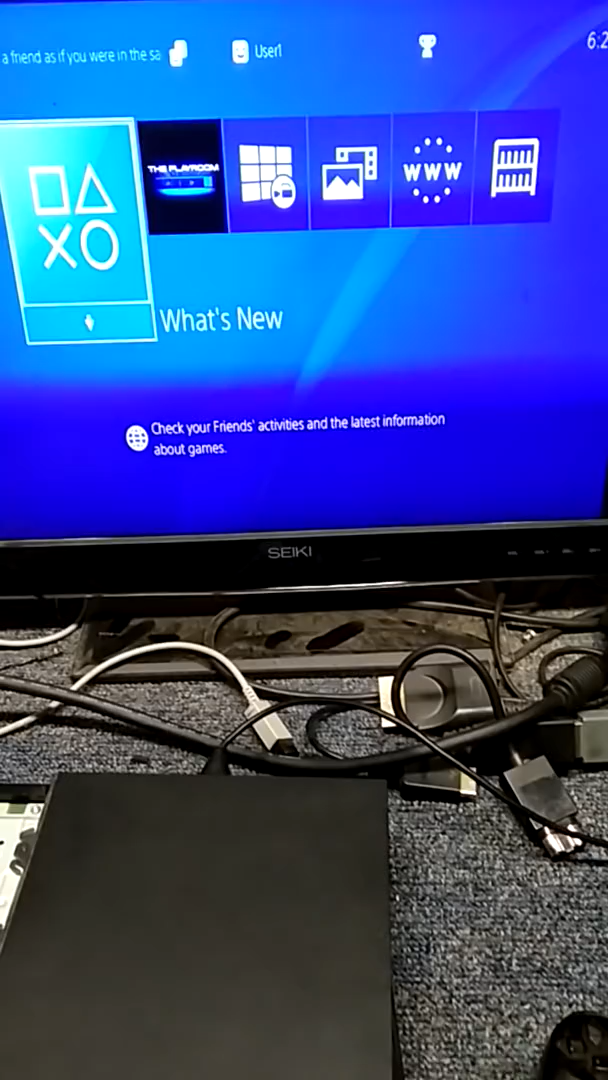 a friend as if you were in the sa
User1
6:2
THE PLAYROOM
WWW
What's New
Check your Friends' activities and the latest information
about games.
SEIKI